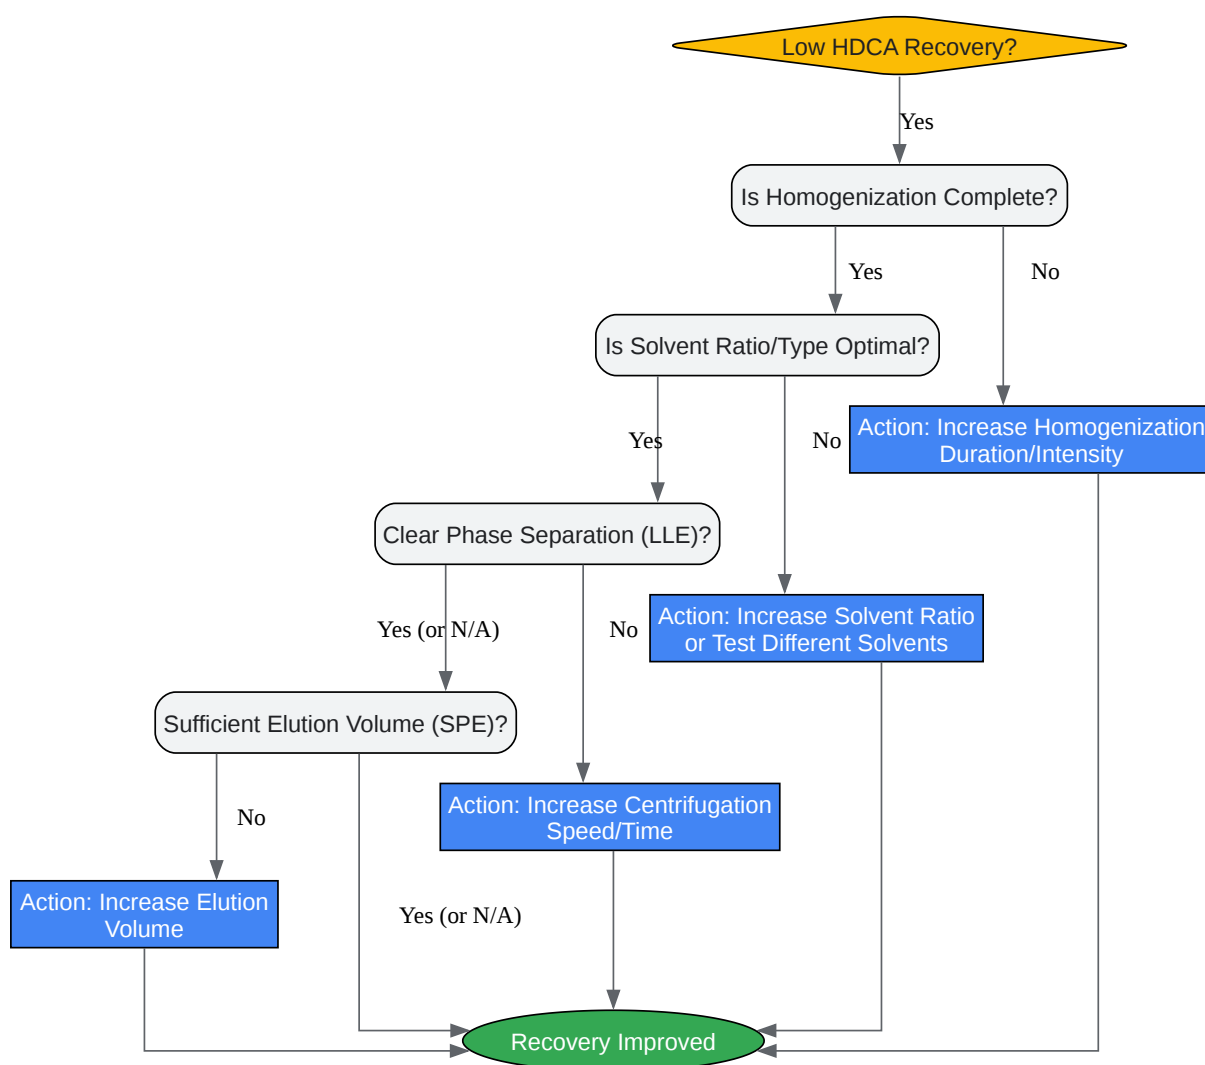 Low HDCA Recovery?
Yes
Is Homogenization Complete?
Yes
No
Is Solvent Ratio/Type Optimal?
Yes
No
Action: Increase Homogenization
Duration/Intensity
Clear Phase Separation (LLE)?
Yes (or N/A)
No
Action: Increase Solvent Ratio
or Test Different Solvents
Sufficient Elution Volume (SPE)?
No
Action: Increase Centrifugation
Speed/Time
Action: Increase Elution
Volume
Yes (or N/A)
Recovery Improved